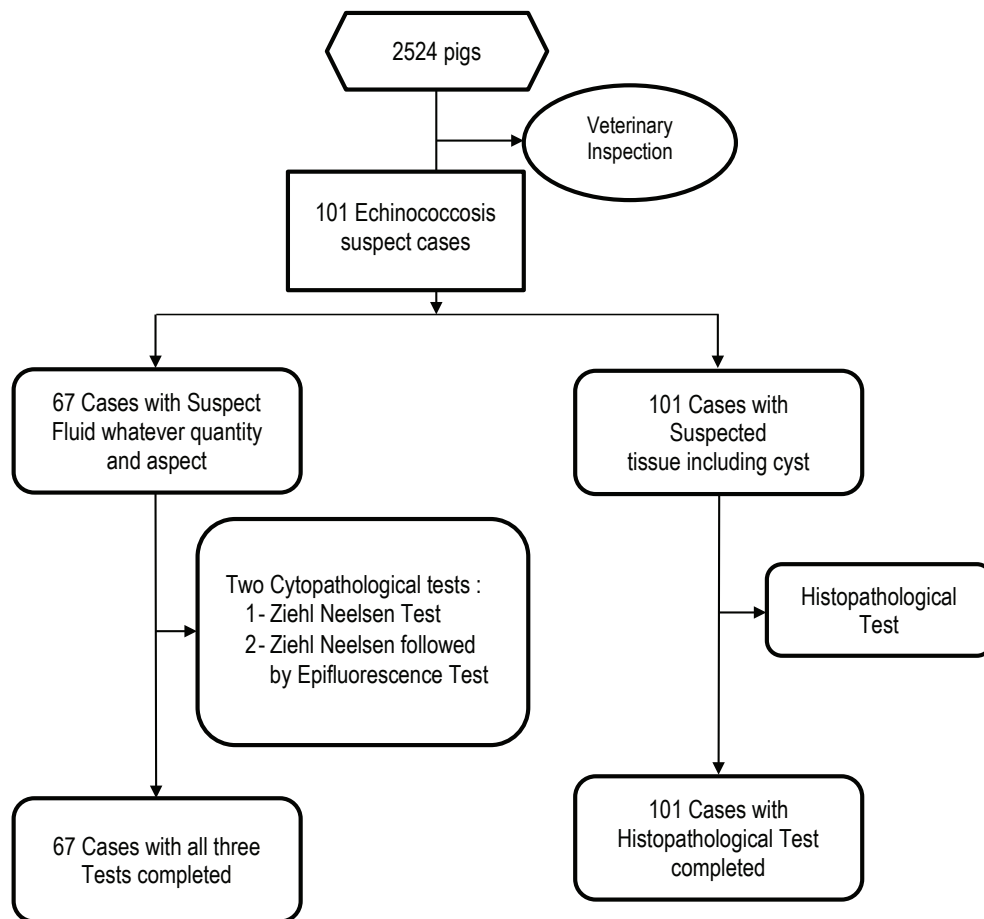 2524 pigs
Veterinary
Inspection
101 Echinococcosis
suspect cases
67 Cases with Suspect
Fluid whatever quantity
and aspect
101 Cases with
Suspected
tissue including cyst
Two Cytopathological tests :
1- Ziehl Neelsen Test
2- Ziehl Neelsen followed
by Epifluorescence Test
Histopathological
Test
67 Cases with all three
Tests completed
101 Cases with
Histopathological Test
completed